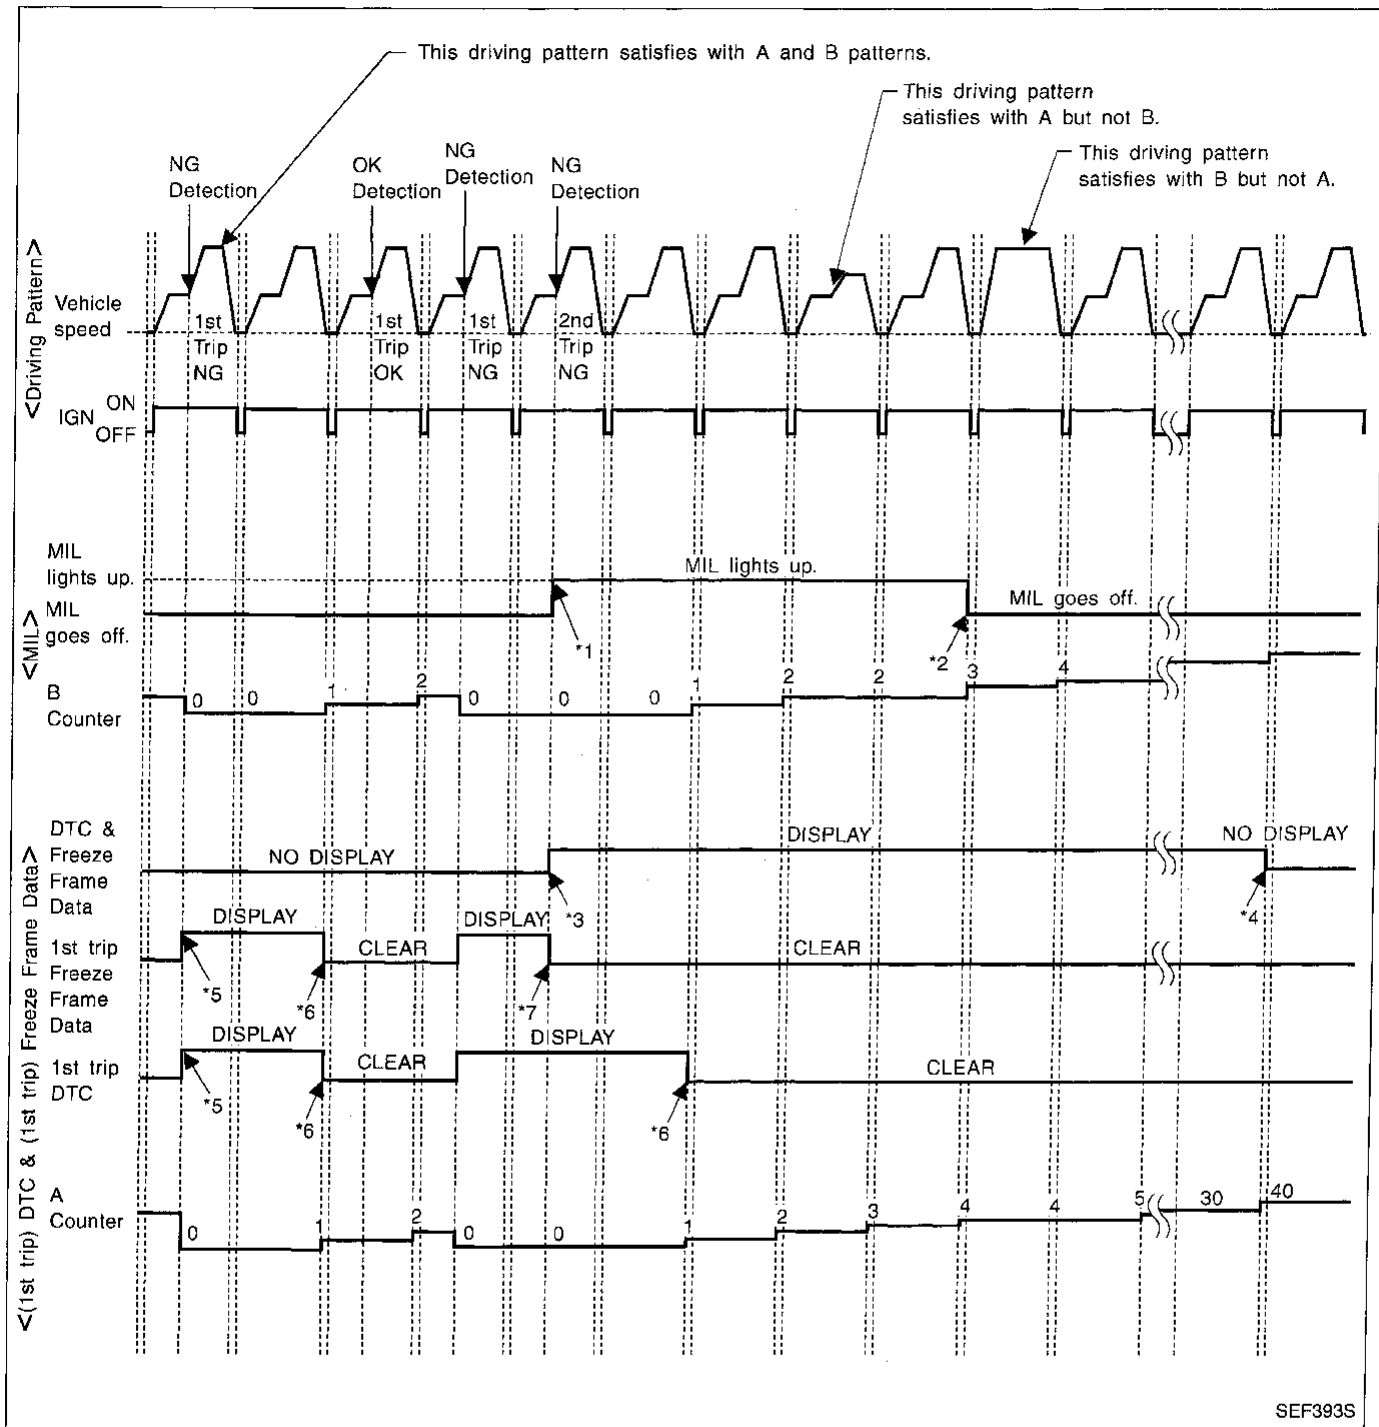 This driving pattern satisfies with A and B patterns.
This driving pattern
satisfies with A but not B.
This driving pattern
satisfies with B but not A.
NG
Detection
OK
Detection
NG
Detection
NG
Detection
<Driving Pattern>
Vehicle
speed
1st
Trip
NG
1st
Trip
OK
1st
Trip
NG
2nd
Trip
NG
IGN
ON
OFF
<MIL>
MIL
lights up.
MIL
goes off.
MIL lights up.
MIL goes off.
*1
*2
B
Counter
0 0 1 2 0 0 0 1 2 2 3 4
<(1st trip) DTC & (1st trip) Freeze Frame Data>
DTC &
Freeze
Frame
Data
NO DISPLAY
DISPLAY
NO DISPLAY
*3
*4
1st trip
Freeze
Frame
Data
DISPLAY
CLEAR
DISPLAY
CLEAR
*5
*6
*7
1st trip
DTC
DISPLAY
CLEAR
DISPLAY
CLEAR
*5
*6
*6
A
Counter
0 1 2 0 0 1 2 3 4 4 5 30 40
SEF393S